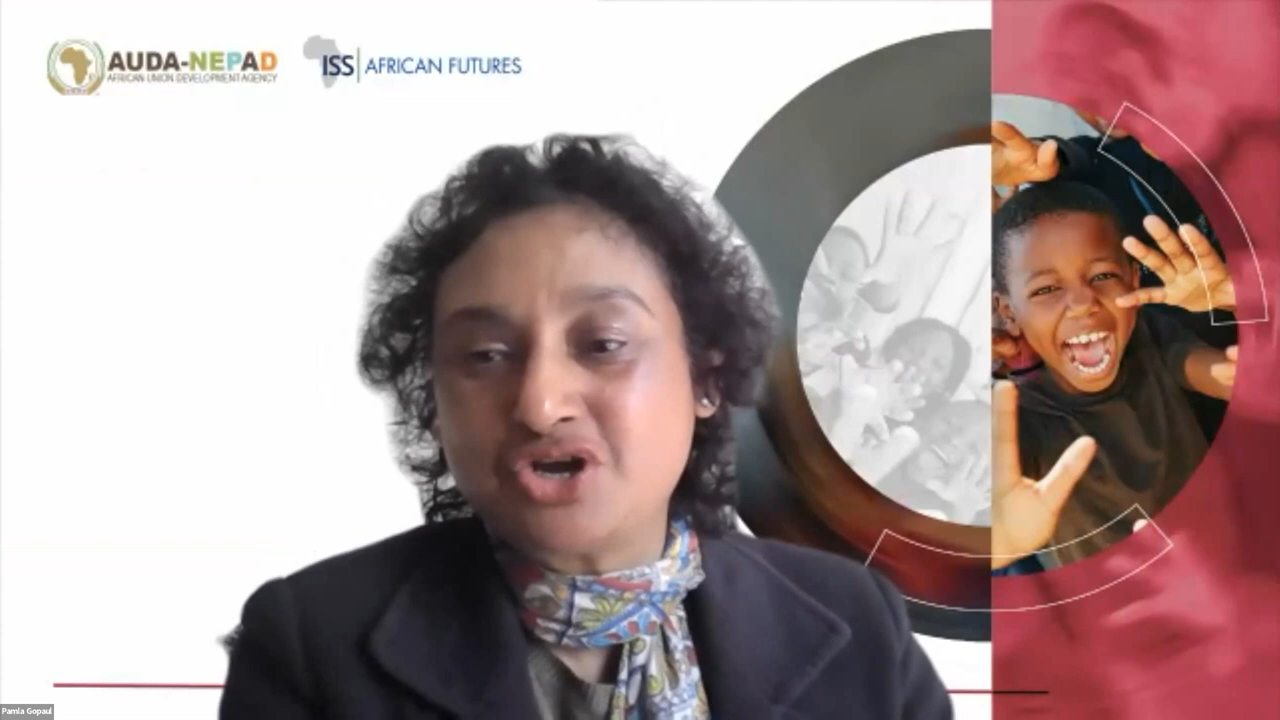 AUDA-NEPAD
AFRICAN UNION DEVELOPMENT AGENCY
ISS AFRICAN FUTURES
Pamla Gopaul